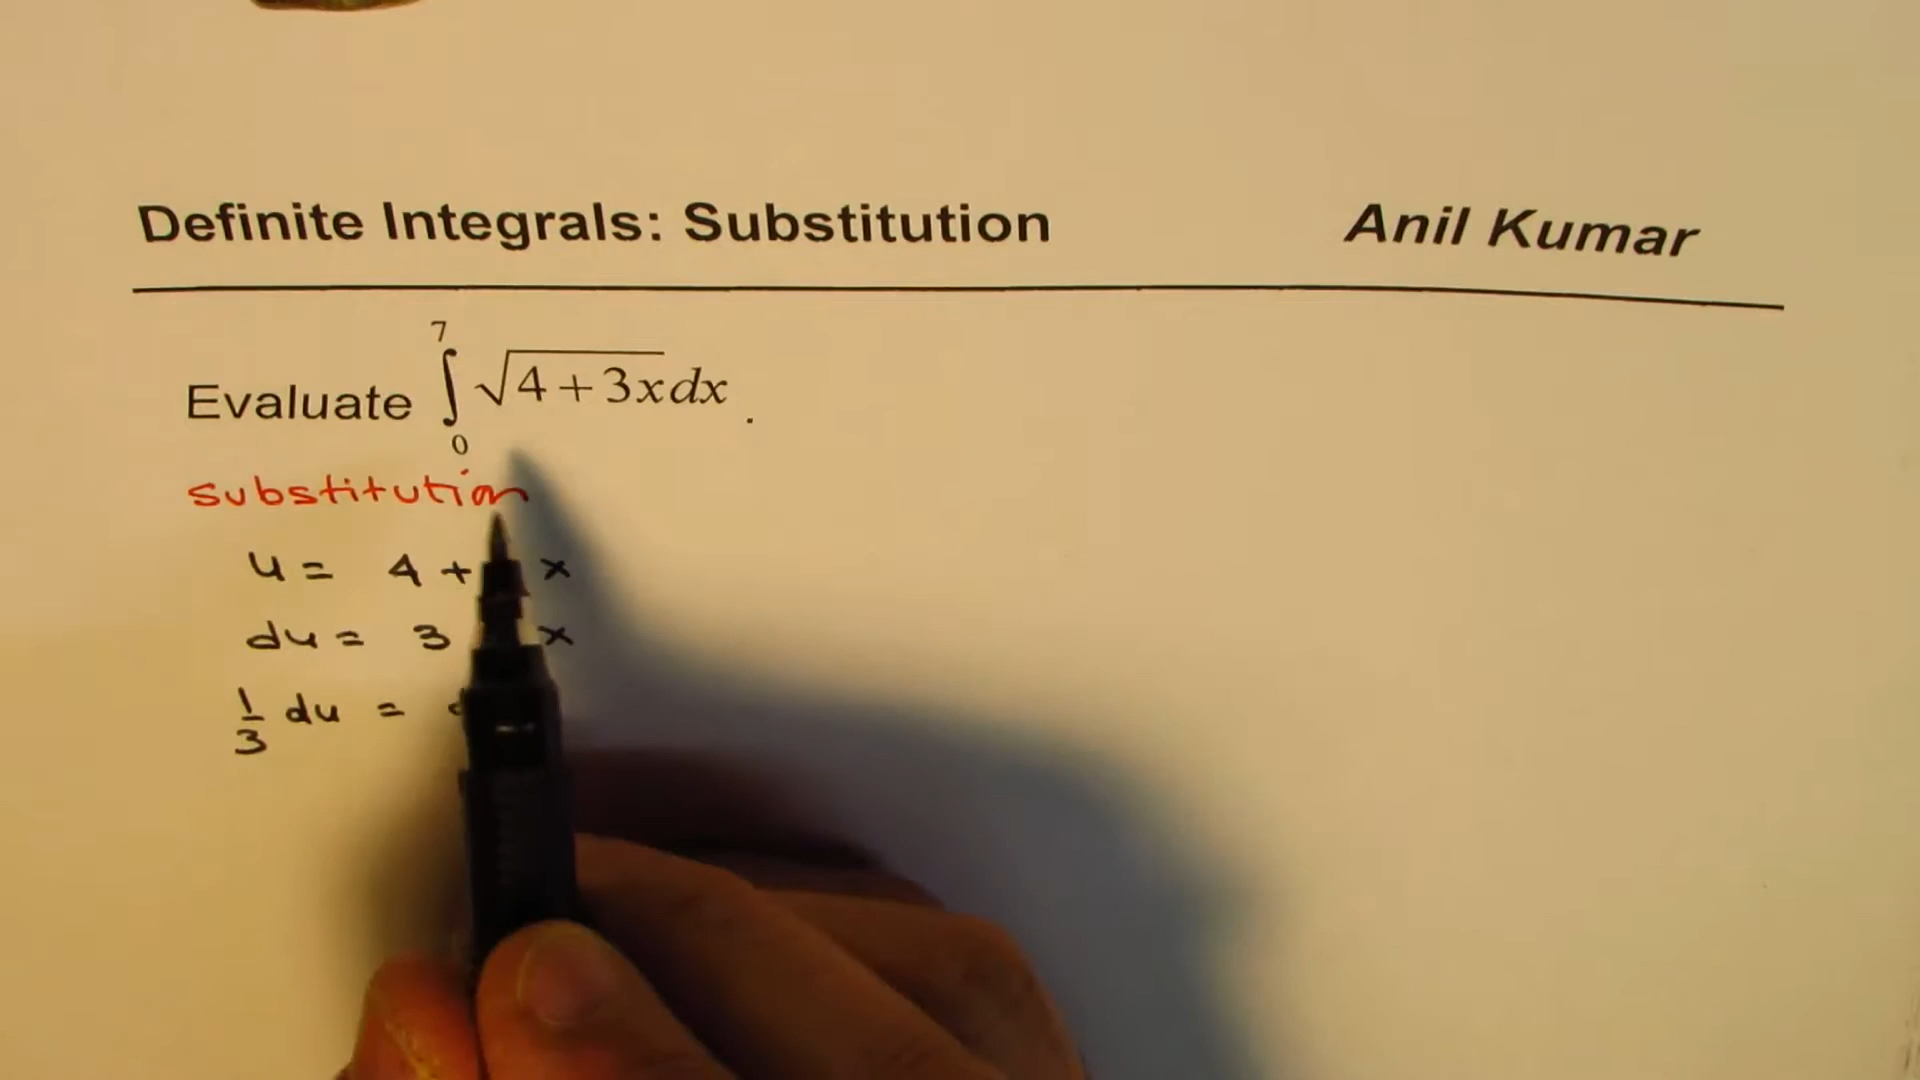 Definite Integrals: Substitution Anil Kumar
Evaluate ∫₀⁷ √(4+3x) dx .
substitution
u = 4 + x
du = 3 x
1/3 du =